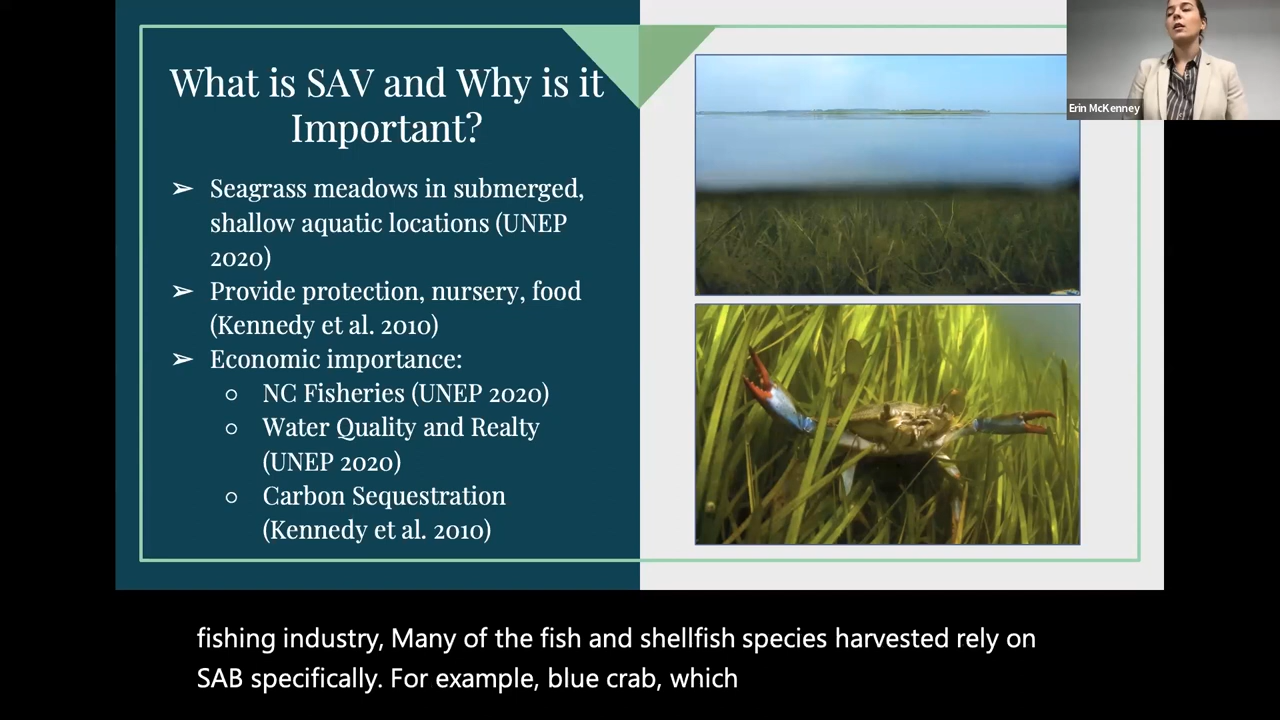 What is SAV and Why is it
Important?
➢ Seagrass meadows in submerged,
shallow aquatic locations (UNEP
2020)
➢ Provide protection, nursery, food
(Kennedy et al. 2010)
➢ Economic importance:
○ NC Fisheries (UNEP 2020)
○ Water Quality and Realty
(UNEP 2020)
○ Carbon Sequestration
(Kennedy et al. 2010)
Erin McKenney
fishing industry, Many of the fish and shellfish species harvested rely on
SAB specifically. For example, blue crab, which